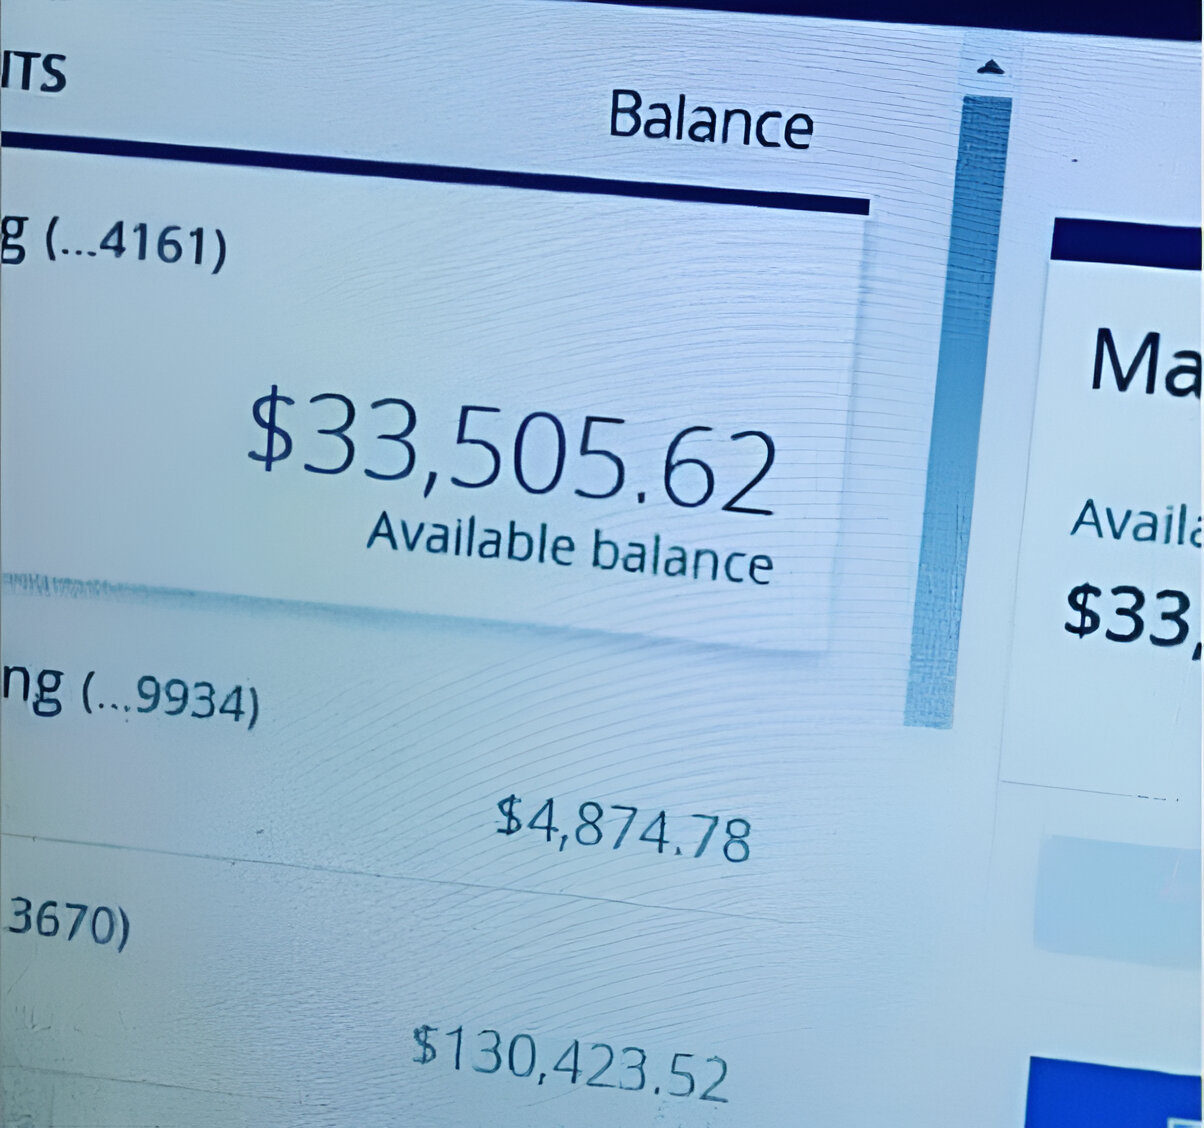 ITS
Balance
g (...4161)
$33,505.62
Available balance
ng (...9934)
$4,874.78
3670)
$130,423.52
Ma
Availa
$33,